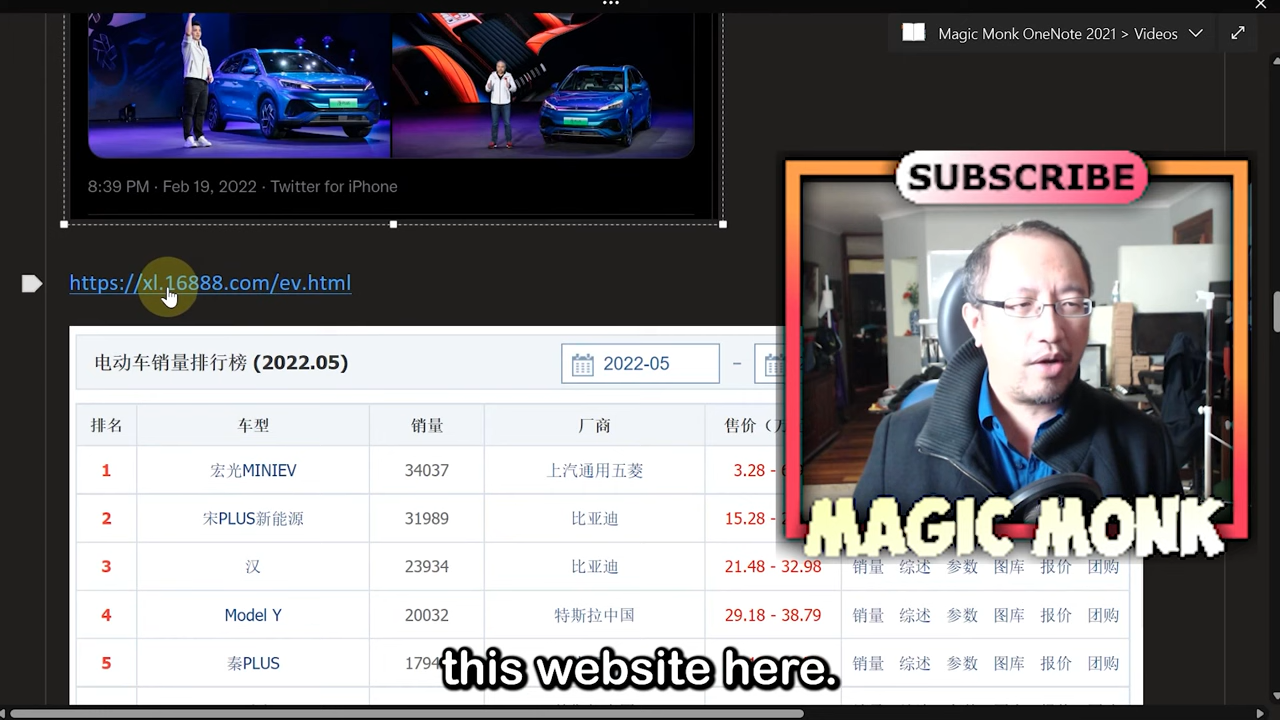 Magic Monk OneNote 2021 > Videos
8:39 PM · Feb 19, 2022 · Twitter for iPhone
SUBSCRIBE
https://xl.16888.com/ev.html
电动车销量排行榜 (2022.05) 2022-05 -
排名 车型 销量 厂商 售价
1 宏光MINIEV 34037 上汽通用五菱 3.28 -
2 宋PLUS新能源 31989 比亚迪 15.28 -
MAGIC MONK
3 汉 23934 比亚迪 21.48 - 32.98 销量 综述 参数 图库 报价 团购
4 Model Y 20032 特斯拉中国 29.18 - 38.79 销量 综述 参数 图库 报价 团购
5 秦PLUS 销量 综述 参数 图库 报价 团购
this website here.